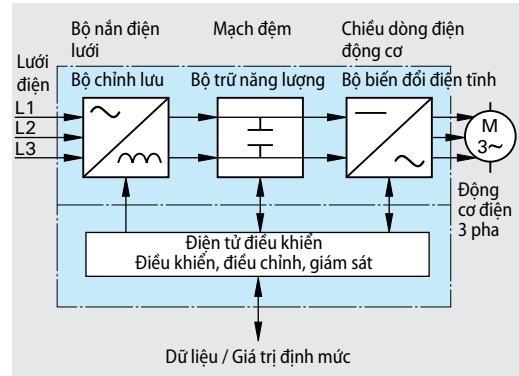 Bộ nắn điện
lưới
Mạch đệm
Chiều dòng điện
động cơ
Lưới
điện
Bộ chỉnh lưu
Bộ trữ năng lượng
Bộ biến đổi điện tĩnh
L1
L2
L3
M
3~
Động
cơ điện
3 pha
Điện tử điều khiển
Điều khiển, điều chỉnh, giám sát
Dữ liệu / Giá trị định mức